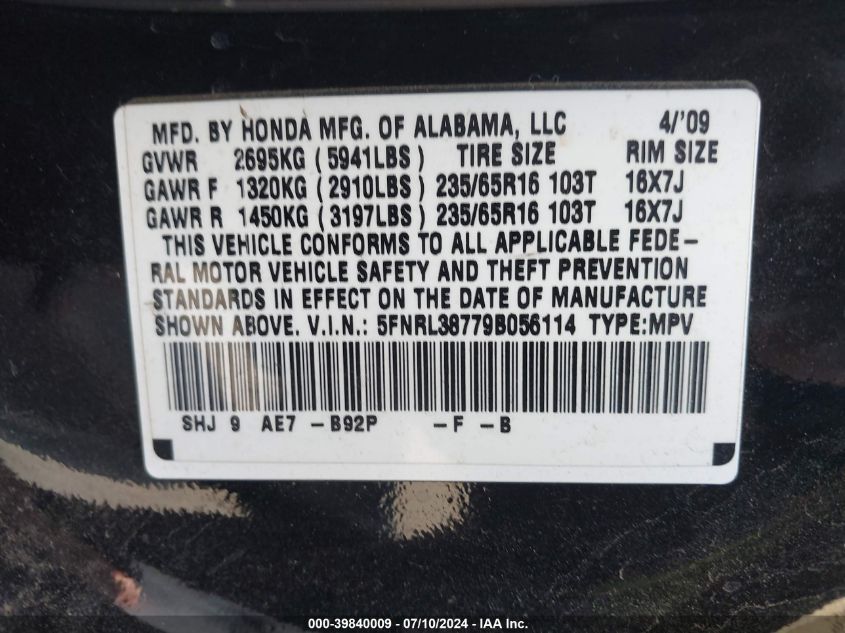 MFD. BY HONDA MFG. OF ALABAMA, LLC 4/'09
GVWR 2695KG (5941LBS) TIRE SIZE RIM SIZE
GAWR F 1320KG (2910LBS) 235/65R16 103T 16X7J
GAWR R 1450KG (3197LBS) 235/65R16 103T 16X7J
THIS VEHICLE CONFORMS TO ALL APPLICABLE FEDE-
RAL MOTOR VEHICLE SAFETY AND THEFT PREVENTION
STANDARDS IN EFFECT ON THE DATE OF MANUFACTURE
SHOWN ABOVE. V.I.N.: 5FNRL38779B056114 TYPE:MPV
SHJ 9 AE7 -B92P -F -B
000-39840009 - 07/10/2024 - IAA Inc.